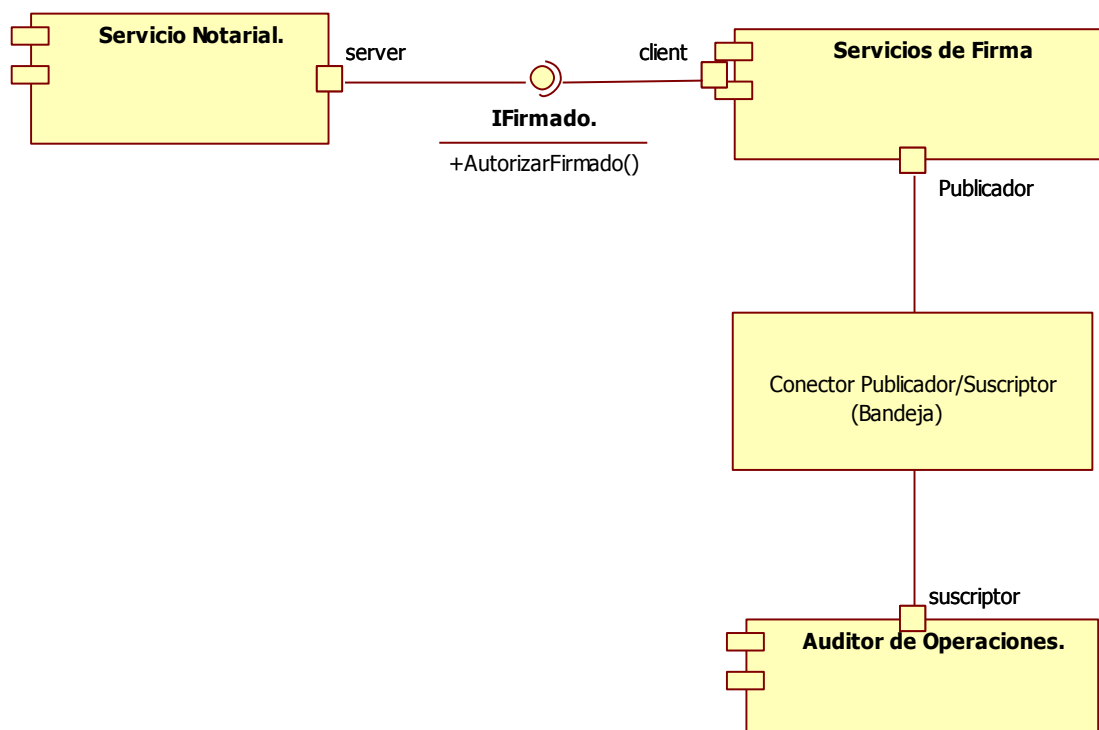 Servicio Notarial.
server
client
Servicios de Firma
IFirmado.
+AutorizarFirmado()
Publicador
Conector Publicador/Suscriptor
(Bandeja)
suscriptor
Auditor de Operaciones.